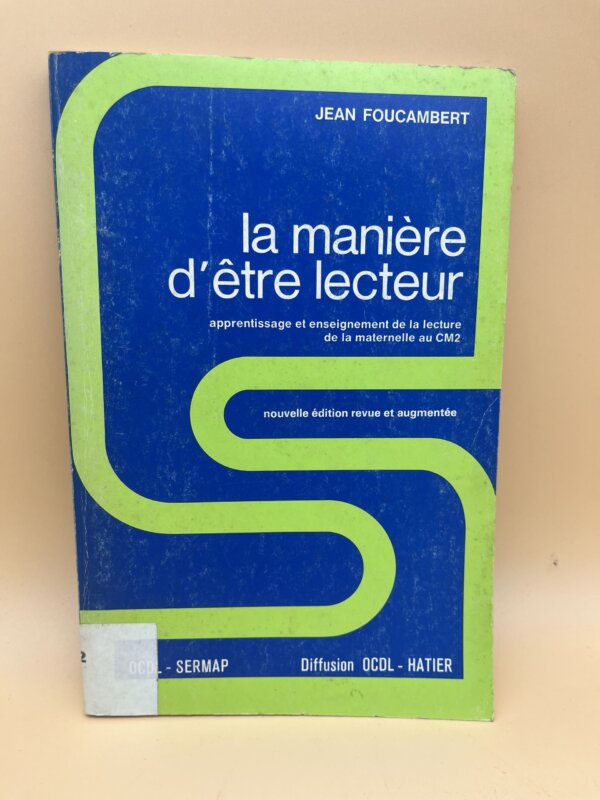 JEAN FOUCAMBERT
la manière
d'être lecteur
apprentissage et enseignement de la lecture
de la maternelle au CM2
nouvelle édition revue et augmentée
OCDL - SERMAP Diffusion OCDL - HATIER
2